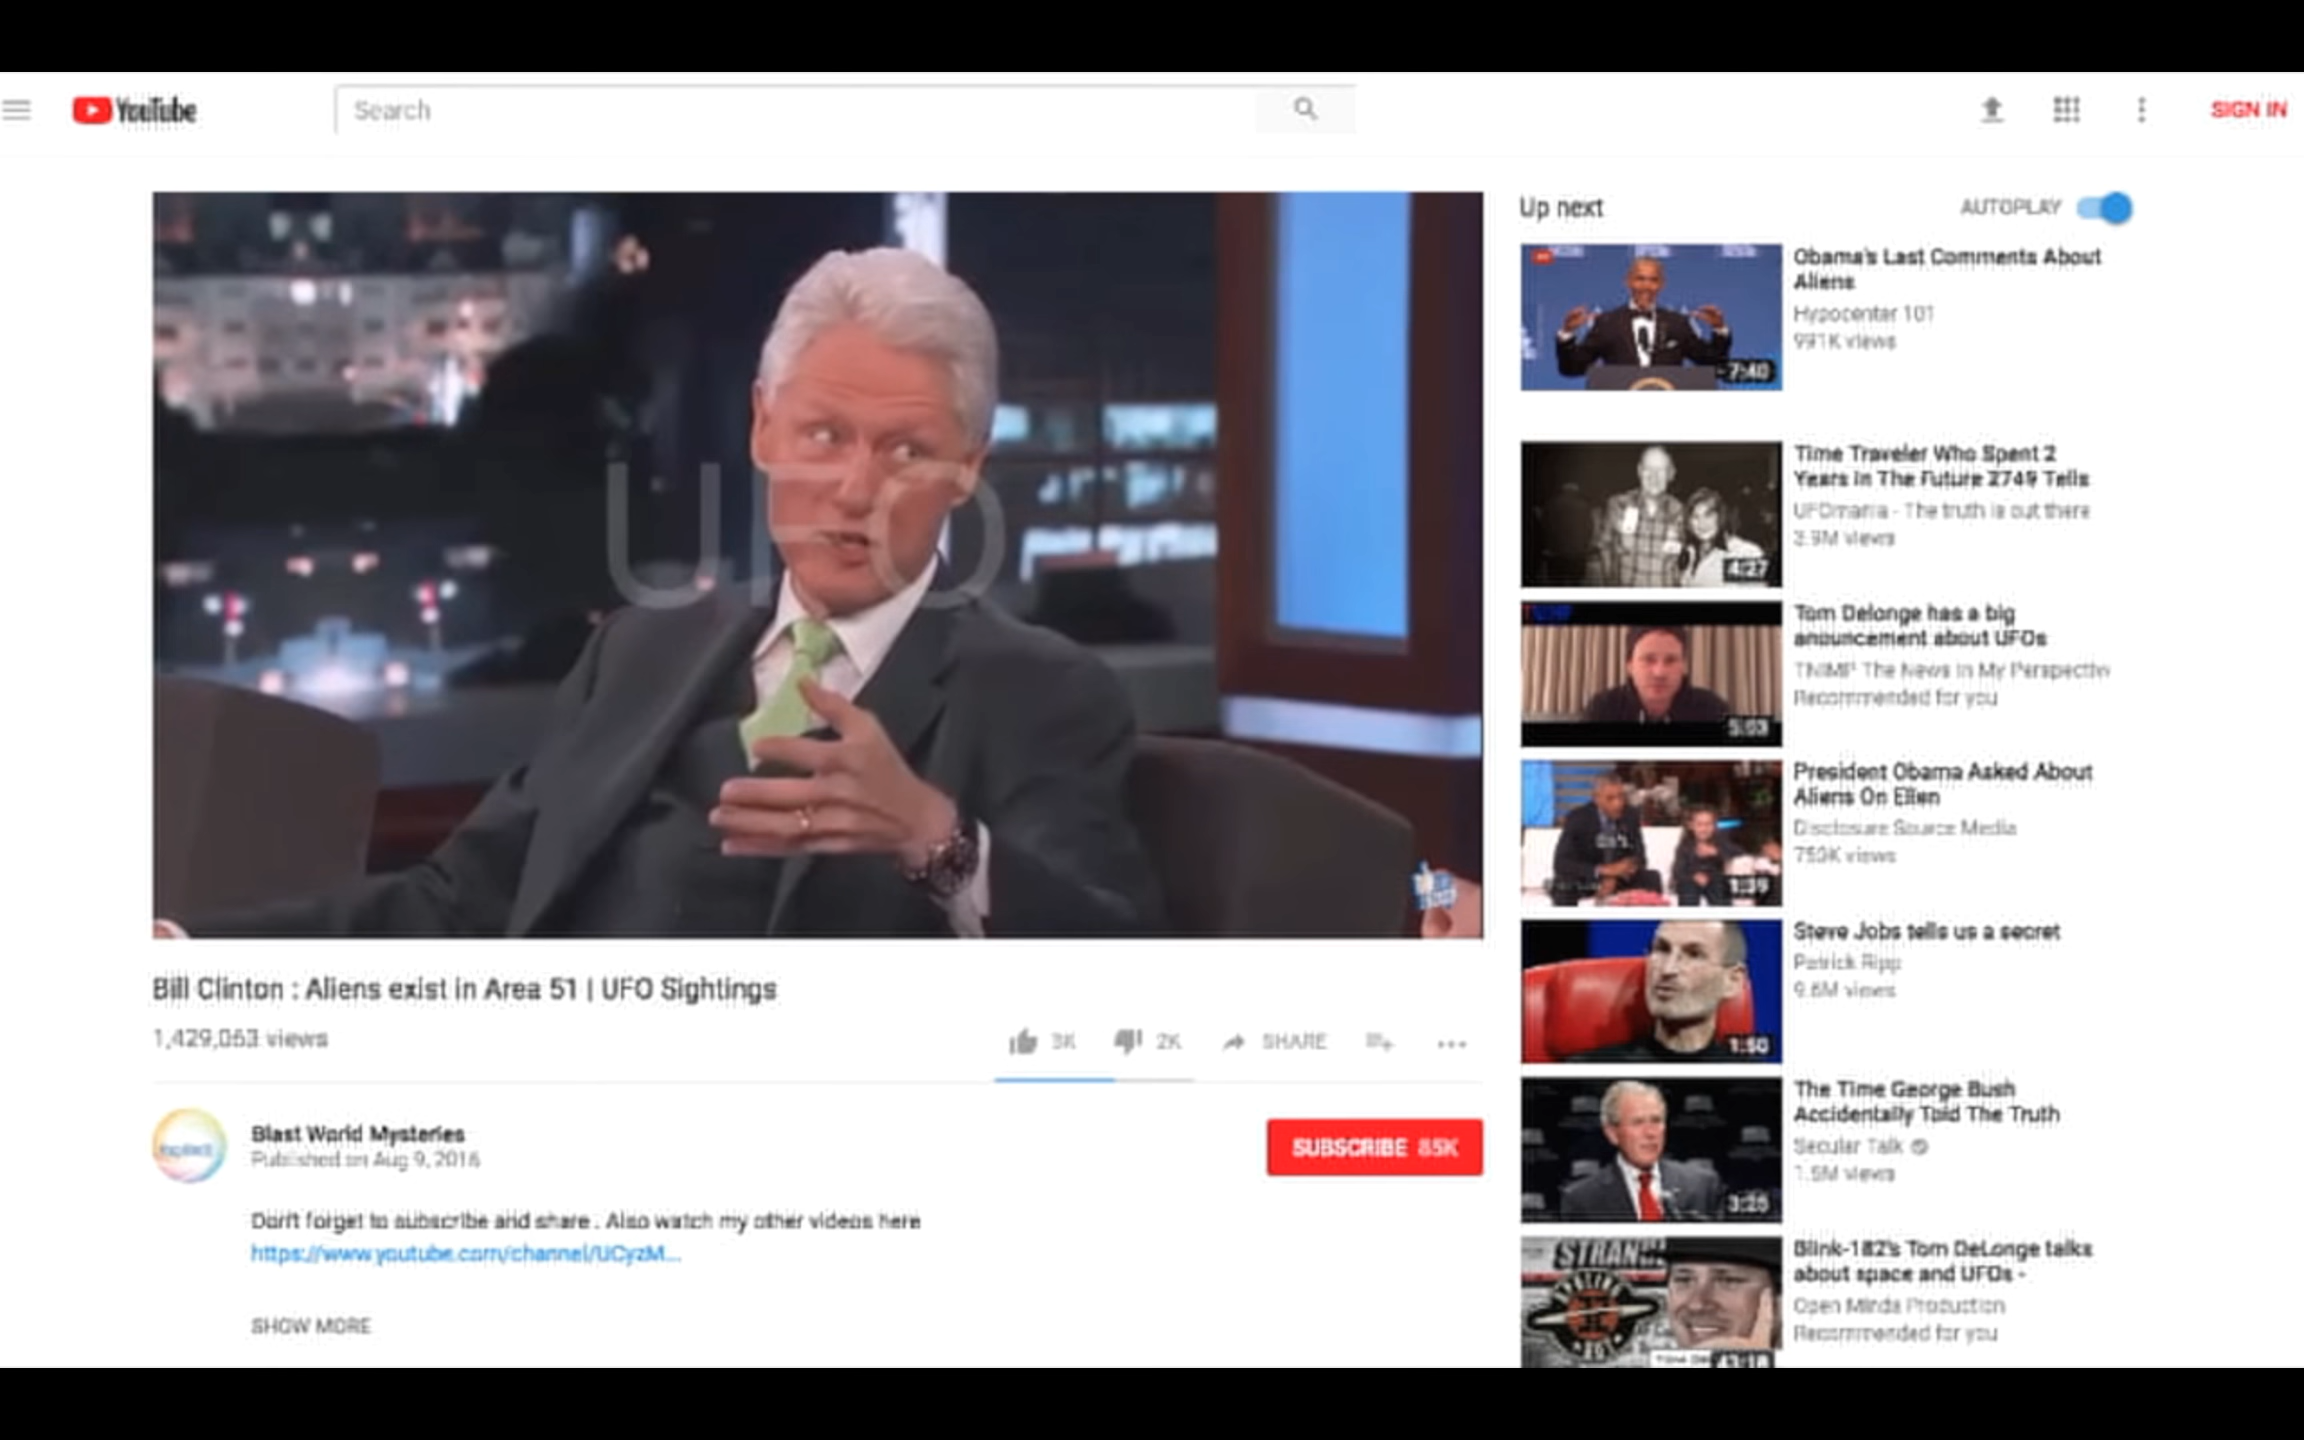 YouTube
Search
SIGN IN
UFO
Up next
AUTOPLAY
Obama's Last Comments About
Aliens
Hypocenter 101
991K views
7:40
Time Traveler Who Spent 2
Years In The Future 2749 Tells
UFOmania - The truth is out there
3.9M views
4:27
Tom Delonge has a big
anouncement about UFOs
TNIMP The News In My Perspectiv
Recommended for you
5:03
President Obama Asked About
Aliens On Ellen
Disclosure Source Media
views
1:39
Steve Jobs tells us a secret
Patrick Ripp
9.6M views
1:50
The Time George Bush
Accidentally Told The Truth
Secular Talk
1.5M views
3:25
Blink-182's Tom DeLonge talks
about space and UFOs -
Open Minds Production
Recommended for you
STRAN
43:18
Bill Clinton : Aliens exist in Area 51 | UFO Sightings
1,429,063 views
3K
2K
SHARE
Blast World Mysteries
Published on Aug 9, 2016
SUBSCRIBE 85K
Don't forget to subscribe and share . Also watch my other videos here
https://www.youtube.com/channel/UCyzM...
SHOW MORE